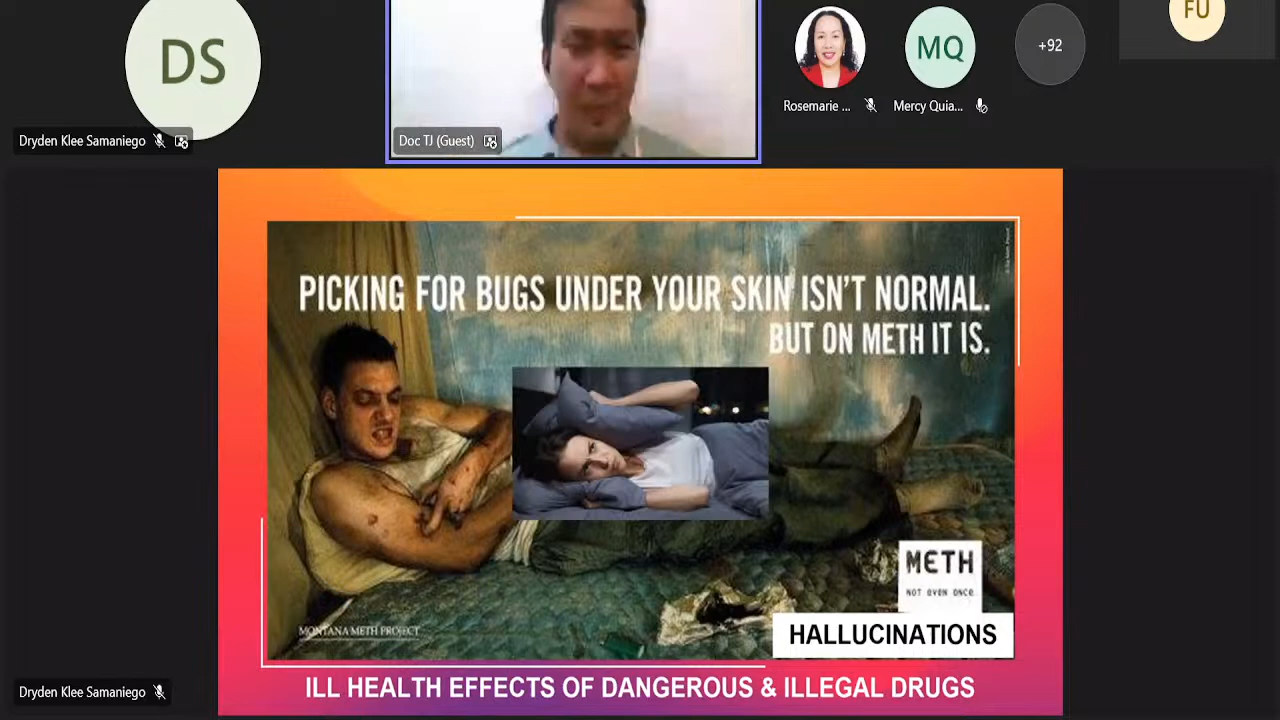 DS
MQ
+92
FU
Rosemarie ...
Mercy Quia...
Dryden Klee Samaniego
Doc TJ (Guest)
PICKING FOR BUGS UNDER YOUR SKIN ISN'T NORMAL.
BUT ON METH IT IS.
METH
NOT EVEN ONCE.
MONTANA METH PROJECT
HALLUCINATIONS
ILL HEALTH EFFECTS OF DANGEROUS & ILLEGAL DRUGS
Dryden Klee Samaniego